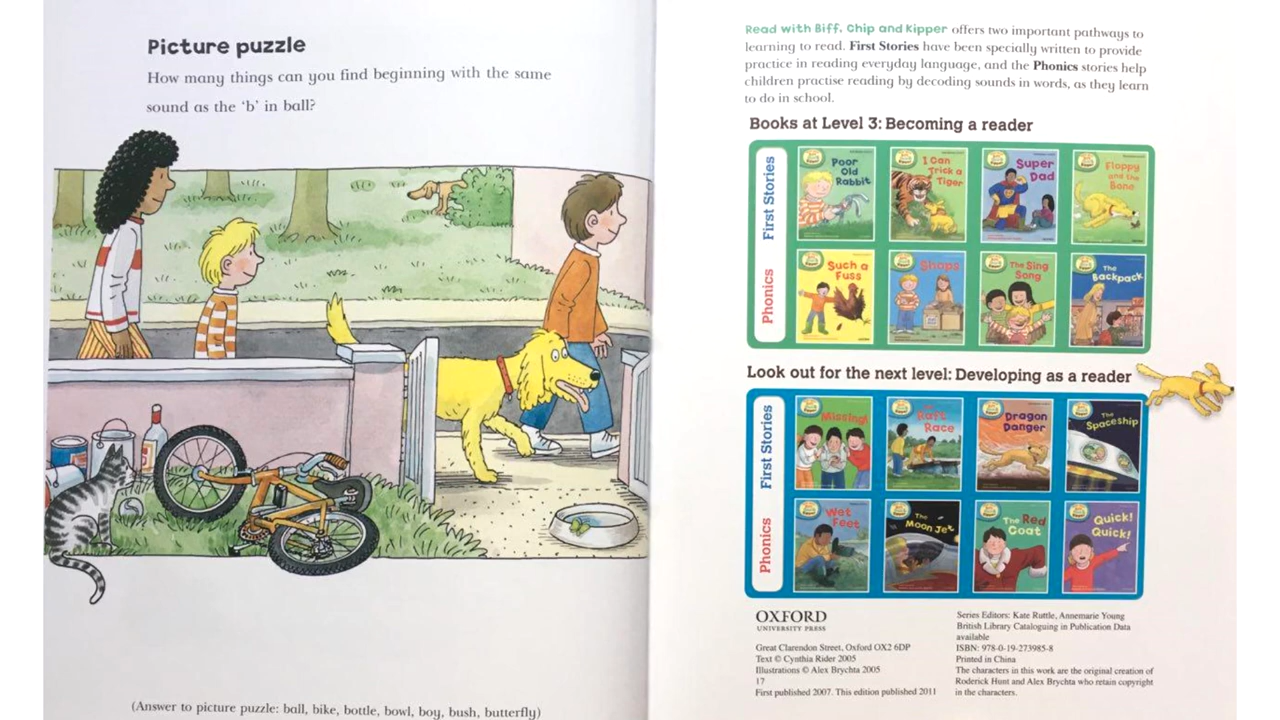 Picture puzzle
How many things can you find beginning with the same
sound as the ‘b’ in ball?
(Answer to picture puzzle: ball, bike, bottle, bowl, boy, bush, butterfly)
Read with Biff, Chip and Kipper offers two important pathways to
learning to read. First Stories have been specially written to provide
practice in reading everyday language, and the Phonics stories help
children practise reading by decoding sounds in words, as they learn
to do in school.
Books at Level 3: Becoming a reader
First Stories
Poor
Old
Rabbit
I Can
Trick a
Tiger
Super
Dad
Floppy
and the
Bone
Phonics
Such a
Fuss
Shops
The Sing
Song
The
Backpack
Look out for the next level: Developing as a reader
First Stories
Missing!
Raft
Race
Dragon
Danger
The
Spaceship
Phonics
Wet
Feet
The
Moon Jet
The Red
Coat
Quick!
Quick!
OXFORD
UNIVERSITY PRESS
Great Clarendon Street, Oxford OX2 6DP
Text © Cynthia Rider 2005
Illustrations © Alex Brychta 2005
17
First published 2007. This edition published 2011
Series Editors: Kate Ruttle, Annemarie Young
British Library Cataloguing in Publication Data
available
ISBN: 978-0-19-273985-8
Printed in China
The characters in this work are the original creation of
Roderick Hunt and Alex Brychta who retain copyright
in the characters.